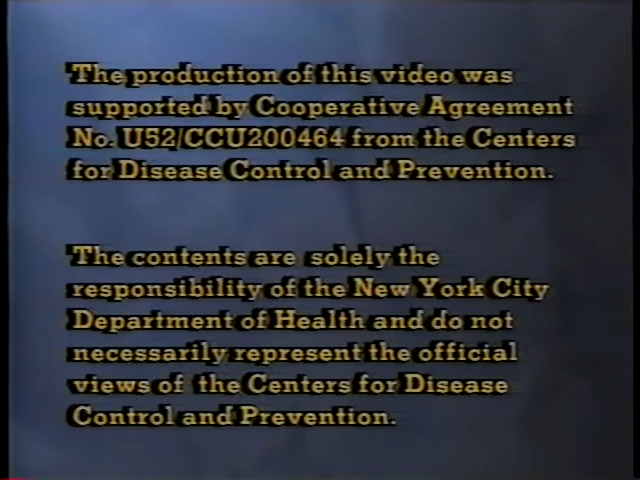 The production of this video was
supported by Cooperative Agreement
No. U52/CCU200464 from the Centers
for Disease Control and Prevention.
The contents are solely the
responsibility of the New York City
Department of Health and do not
necessarily represent the official
views of the Centers for Disease
Control and Prevention.